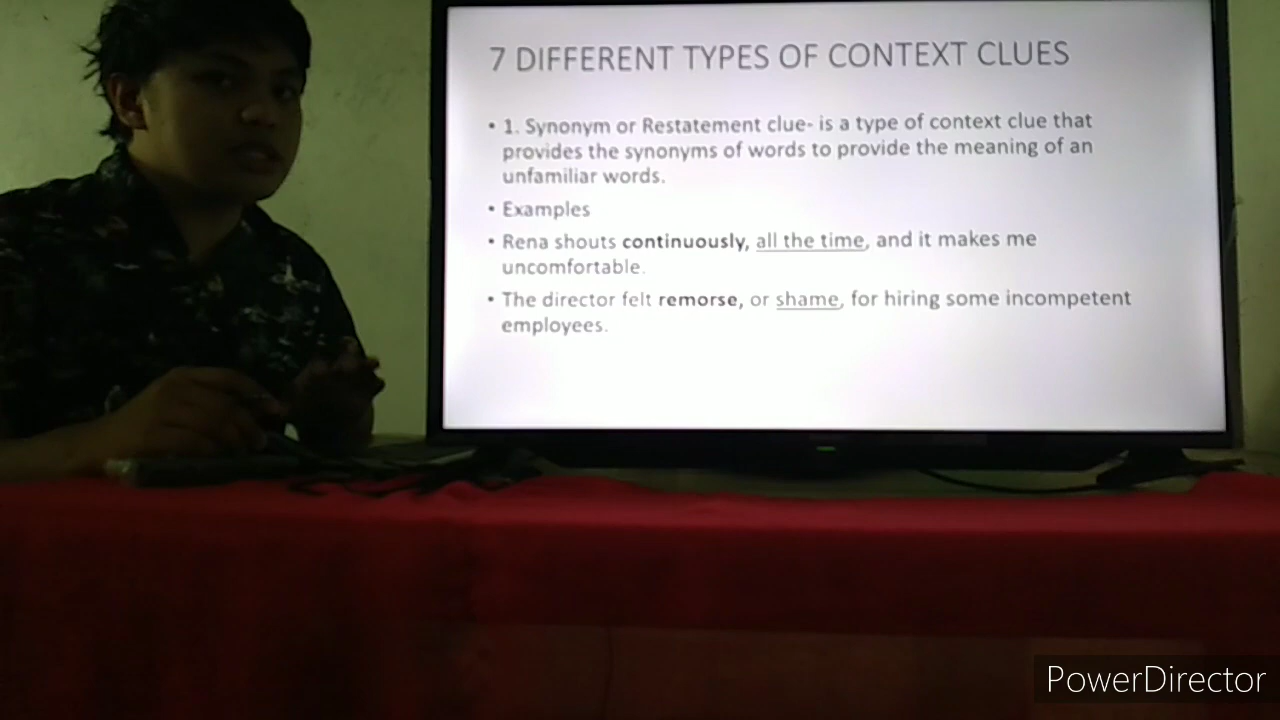 7 DIFFERENT TYPES OF CONTEXT CLUES
• 1. Synonym or Restatement clue- is a type of context clue that
provides the synonyms of words to provide the meaning of an
unfamiliar words.
• Examples
• Rena shouts continuously, all the time, and it makes me
uncomfortable.
• The director felt remorse, or shame, for hiring some incompetent
employees.
PowerDirector